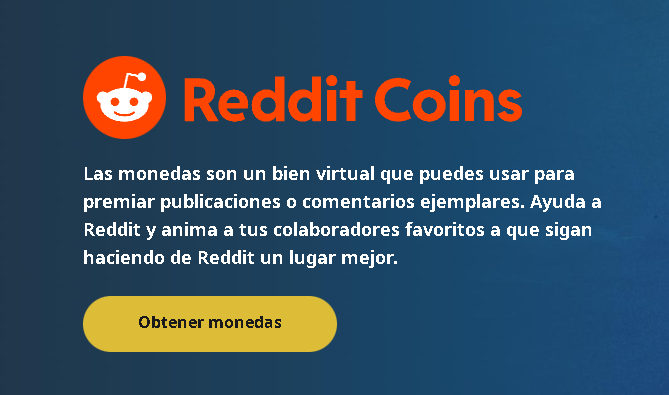 Reddit Coins
Las monedas son un bien virtual que puedes usar para
premiar publicaciones o comentarios ejemplares. Ayuda a
Reddit y anima a tus colaboradores favoritos a que sigan
haciendo de Reddit un lugar mejor.
Obtener monedas